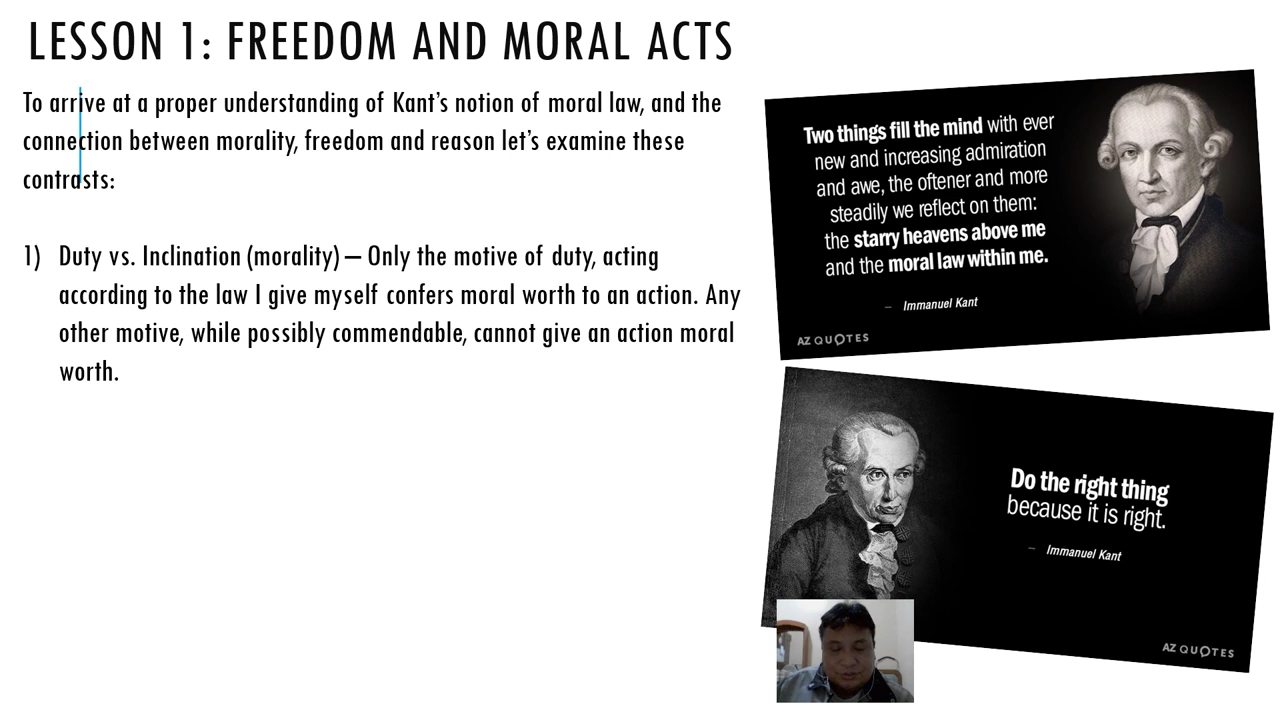 LESSON 1: FREEDOM AND MORAL ACTS
To arrive at a proper understanding of Kant's notion of moral law, and the
connection between morality, freedom and reason let's examine these
contrasts:
1) Duty vs. Inclination (morality) – Only the motive of duty, acting
according to the law I give myself confers moral worth to an action. Any
other motive, while possibly commendable, cannot give an action moral
worth.
Two things fill the mind with ever
new and increasing admiration
and awe, the oftener and more
steadily we reflect on them:
the starry heavens above me
and the moral law within me.
— Immanuel Kant
AZ QUOTES
Do the right thing
because it is right.
— Immanuel Kant
AZ QUOTES